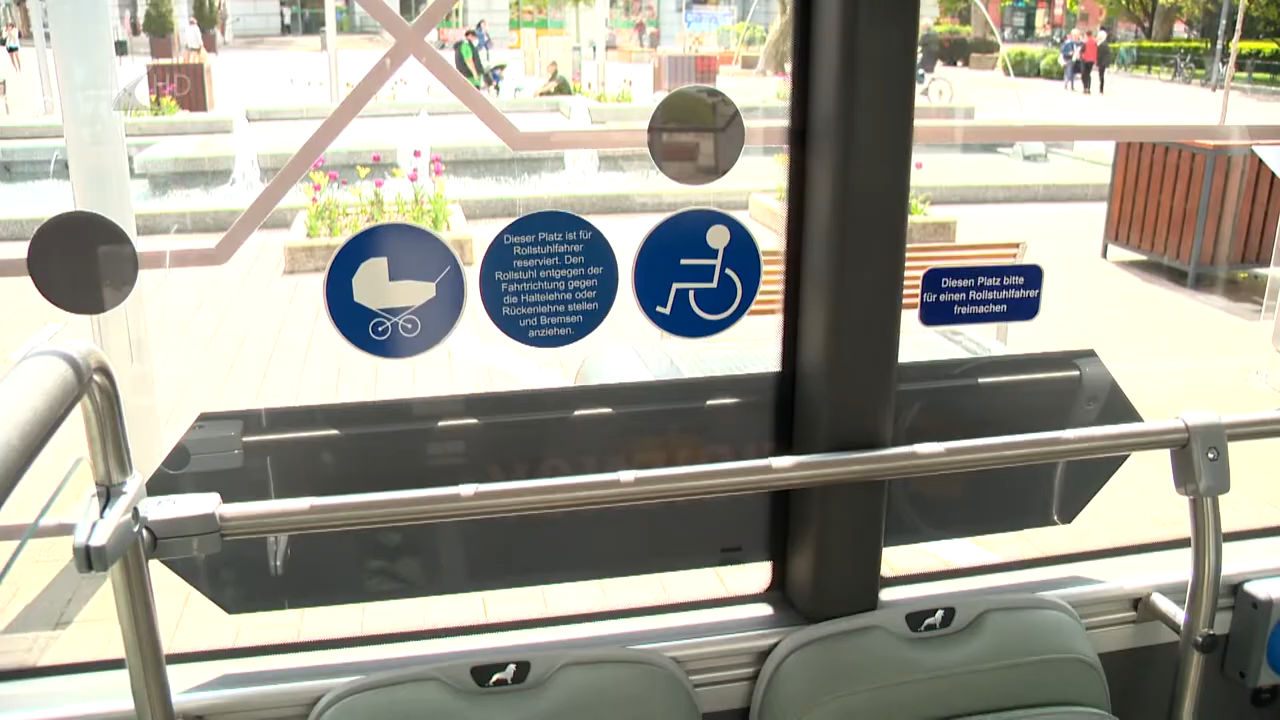 HD
Dieser Platz ist für
Rollstuhlfahrer
reserviert. Den
Rollstuhl entgegen der
Fahrtrichtung gegen
die Haltelehne oder
Rückenlehne stellen
und Bremsen
anziehen.
Diesen Platz bitte
für einen Rollstuhlfahrer
freimachen